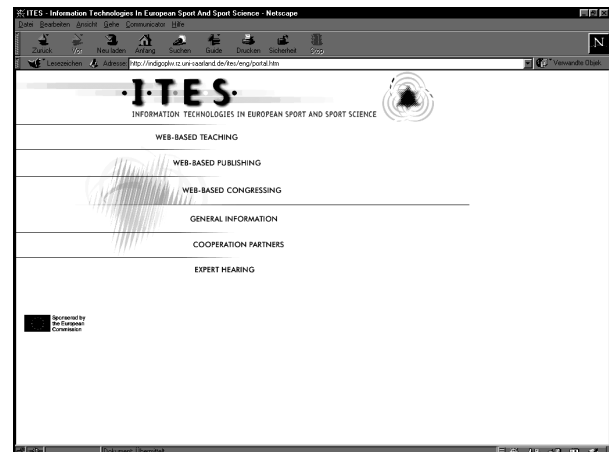 ITES - Information Technologies In European Sport And Sport Science - Netscape
Datei Bearbeiten Ansicht Gehe Communicator Hilfe
Zurück Vor Neu laden Anfang Suchen Guide Drucken Sicherheit Stop
N
Lesezeichen Adresse http://indigoplw.rz.uni-saarland.de/ites/eng/portal.htm Verwandte Objek
·I·T·E·S·
INFORMATION TECHNOLOGIES IN EUROPEAN SPORT AND SPORT SCIENCE
WEB-BASED TEACHING
WEB-BASED PUBLISHING
WEB-BASED CONGRESSING
GENERAL INFORMATION
COOPERATION PARTNERS
EXPERT HEARING
Sponsored by
the European
Commission
Dokument: Übermittelt